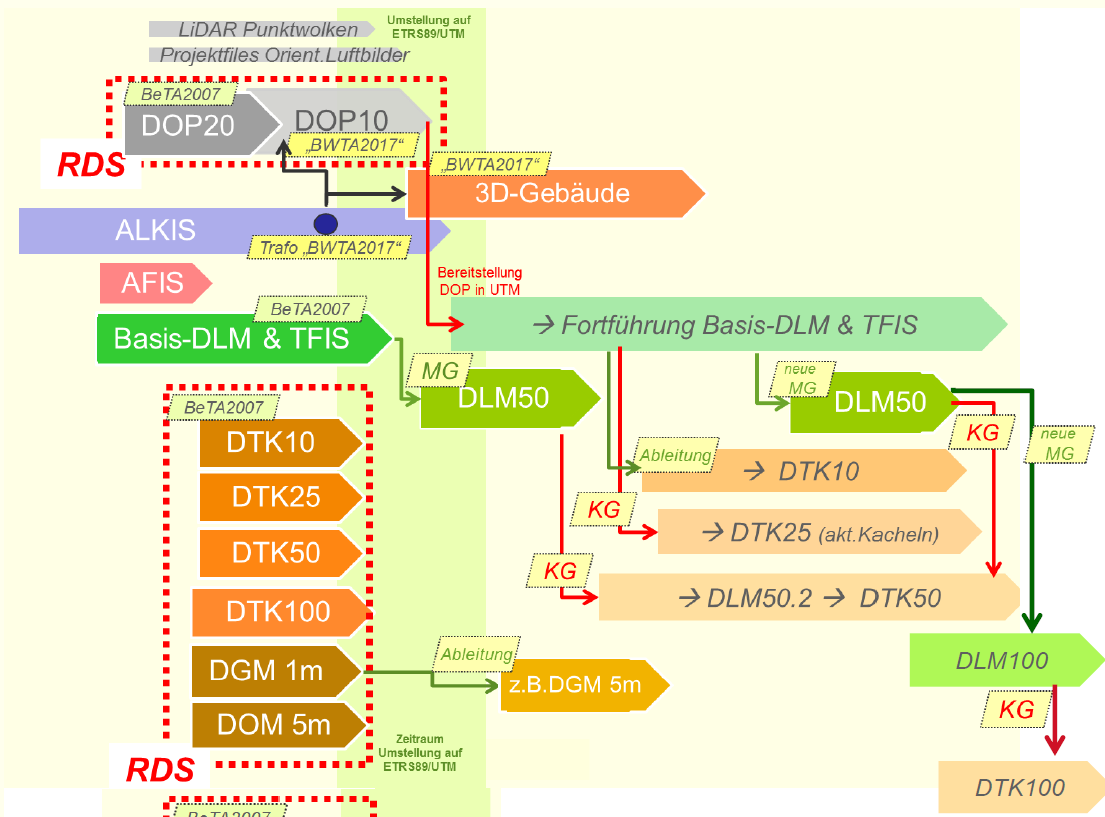 Umstellung auf
ETRS89/UTM
LiDAR Punktwolken
Projektfiles Orient.Luftbilder
BeTA2007
DOP20
DOP10
„BWTA2017“
RDS
„BWTA2017“
3D-Gebäude
ALKIS
Trafo „BWTA2017“
AFIS
Bereitstellung
DOP in UTM
BeTA2007
Basis-DLM & TFIS
→ Fortführung Basis-DLM & TFIS
MG
DLM50
neue
MG
DLM50
BeTA2007
DTK10
KG
neue
MG
Ableitung
→ DTK10
DTK25
KG
→ DTK25 (akt.Kacheln)
DTK50
KG
→ DLM50.2 → DTK50
DTK100
DGM 1m
Ableitung
z.B.DGM 5m
DLM100
KG
DOM 5m
Zeitraum
Umstellung auf
ETRS89/UTM
RDS
DTK100
BeTA2007